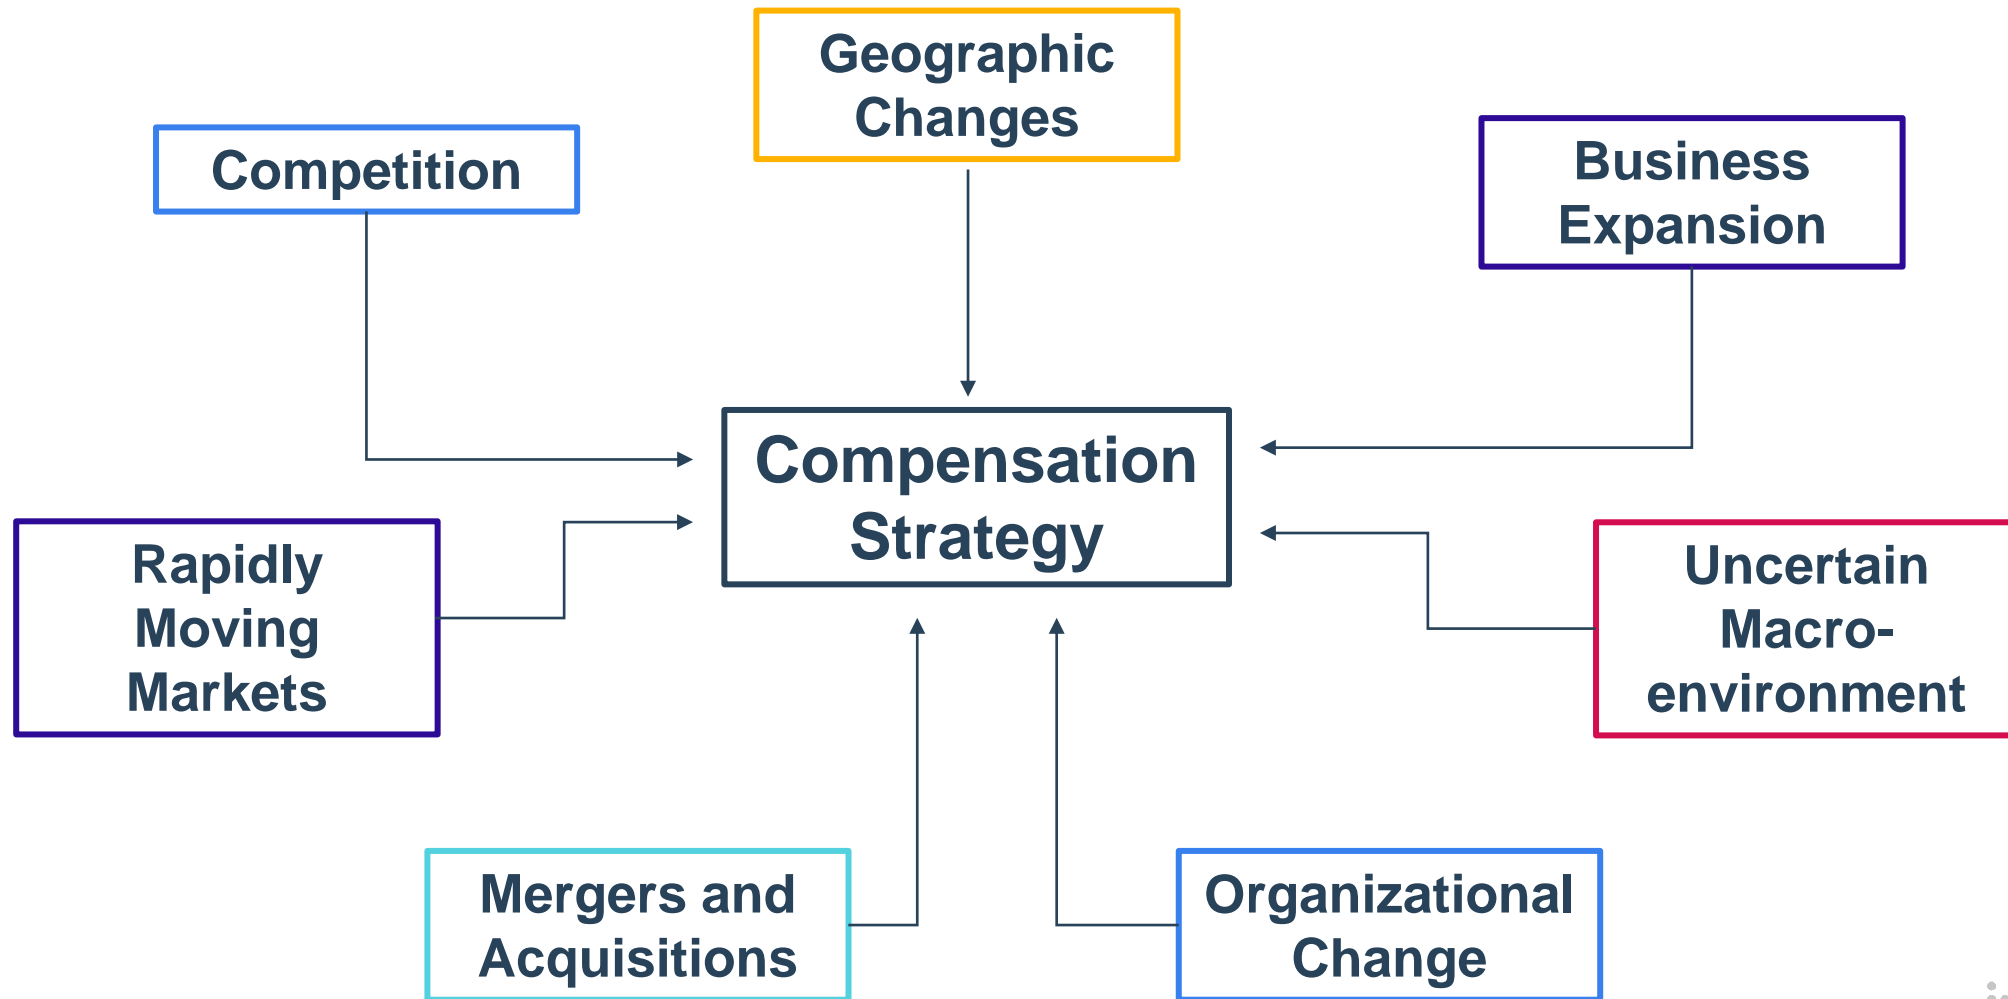 Geographic
Changes
Competition
Business
Expansion
Compensation
Strategy
Rapidly
Moving
Markets
Uncertain
Macro-
environment
Mergers and
Acquisitions
Organizational
Change